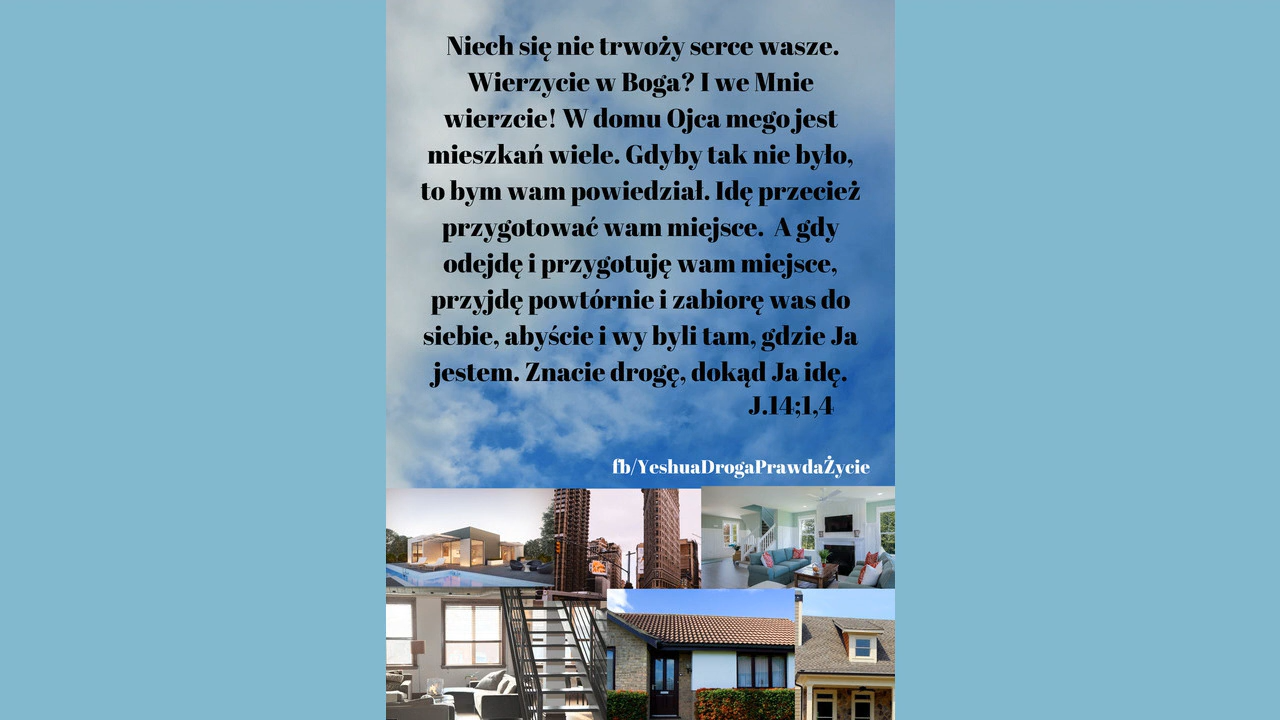 Niech się nie trwoży serce wasze.
Wierzycie w Boga? I we Mnie
wierzcie! W domu Ojca mego jest
mieszkań wiele. Gdyby tak nie było,
to bym wam powiedział. Idę przecież
przygotować wam miejsce.  A gdy
odejdę i przygotuję wam miejsce,
przyjdę powtórnie i zabiorę was do
siebie, abyście i wy byli tam, gdzie Ja
jestem. Znacie drogę, dokąd Ja idę.
J.14;1,4
fb/YeshuaDrogaPrawdaŻycie